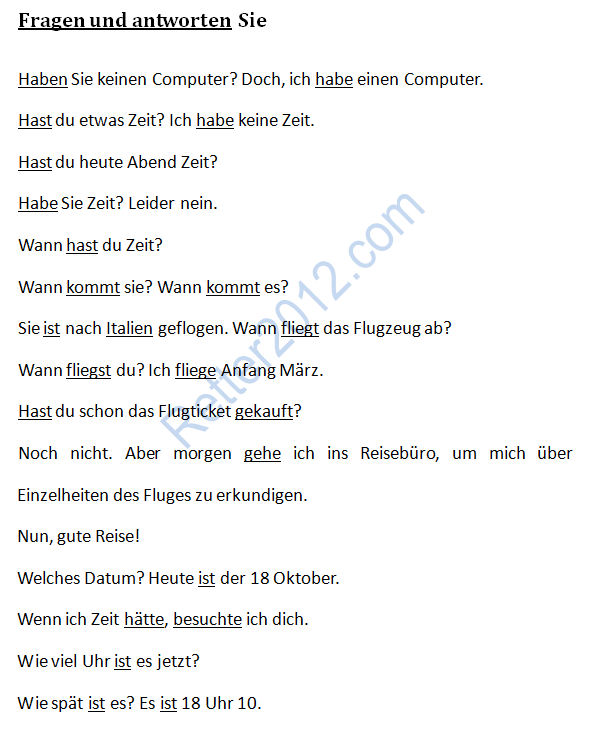 Fragen und antworten Sie
Haben Sie keinen Computer? Doch, ich habe einen Computer.
Hast du etwas Zeit? Ich habe keine Zeit.
Hast du heute Abend Zeit?
Habe Sie Zeit? Leider nein.
Wann hast du Zeit?
Wann kommt sie? Wann kommt es?
Sie ist nach Italien geflogen. Wann fliegt das Flugzeug ab?
Wann fliegst du? Ich fliege Anfang März.
Hast du schon das Flugticket gekauft?
Noch nicht. Aber morgen gehe ich ins Reisebüro, um mich über
Einzelheiten des Fluges zu erkundigen.
Nun, gute Reise!
Welches Datum? Heute ist der 18 Oktober.
Wenn ich Zeit hätte, besuchte ich dich.
Wie viel Uhr ist es jetzt?
Wie spät ist es? Es ist 18 Uhr 10.
Retter2012.com